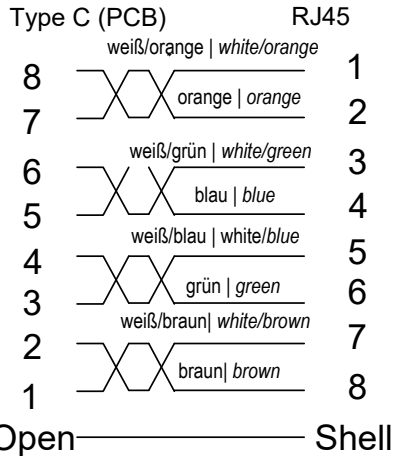 Type C (PCB) RJ45
weiß/orange | white/orange
8 1
orange | orange
7 2
weiß/grün | white/green
6 3
blau | blue
5 4
weiß/blau | white/blue
4 5
grün | green
3 6
weiß/braun| white/brown
2 7
braun| brown
1 8
Open Shell